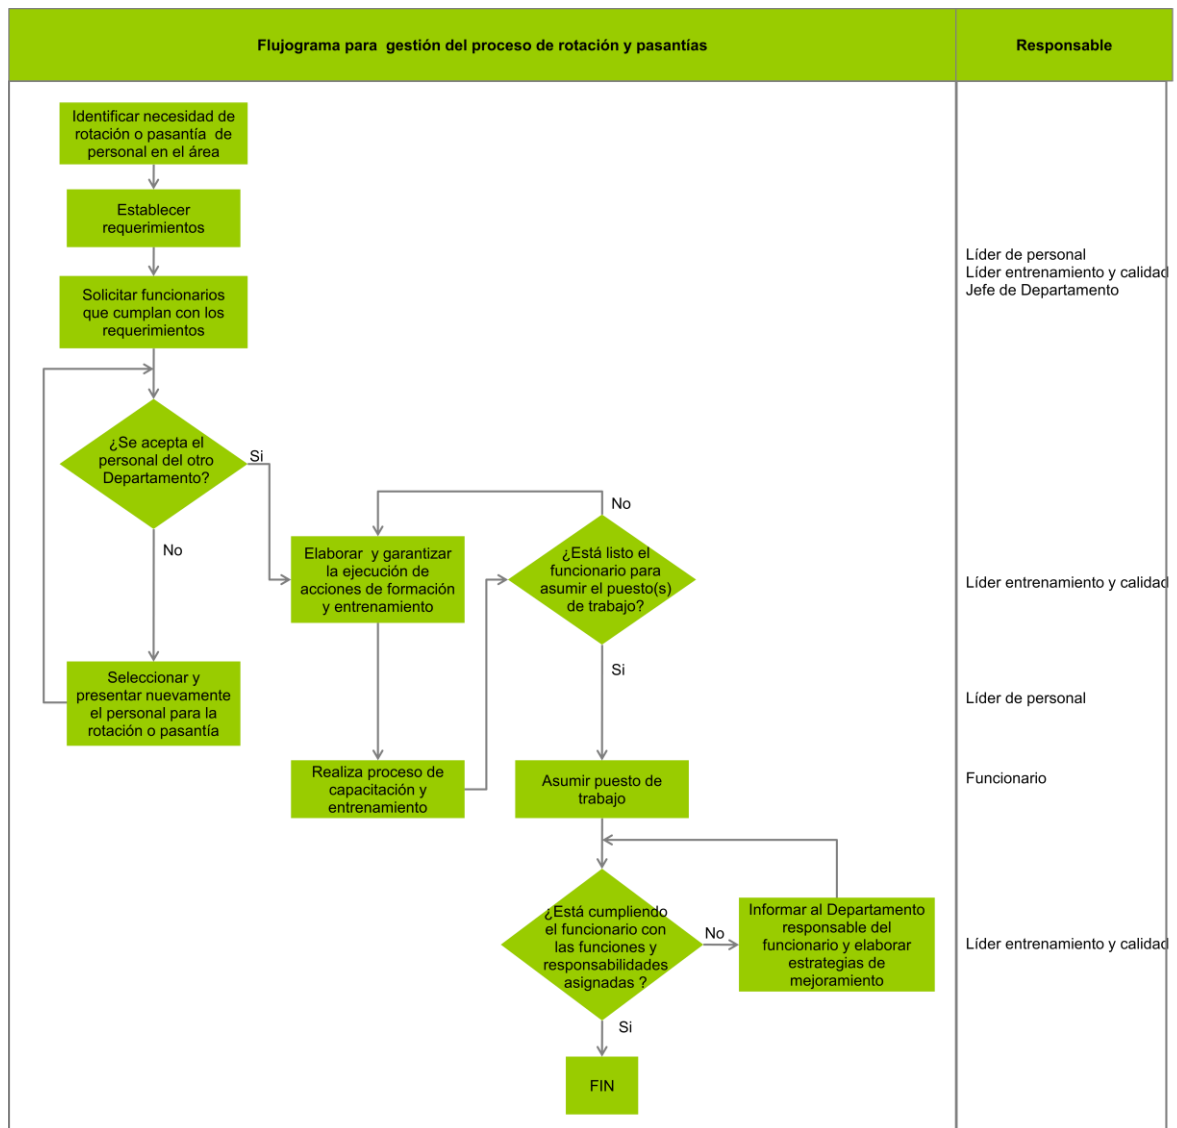 Flujograma para gestión del proceso de rotación y pasantías
Responsable
Identificar necesidad de
rotación o pasantía de
personal en el área
Establecer
requerimientos
Solicitar funcionarios
que cumplan con los
requerimientos
Líder de personal
Líder entrenamiento y calidad
Jefe de Departamento
¿Se acepta el
personal del otro
Departamento?
Si
No
Elaborar y garantizar
la ejecución de
acciones de formación
y entrenamiento
No
¿Está listo el
funcionario para
asumir el puesto(s)
de trabajo?
Si
Líder entrenamiento y calidad
Seleccionar y
presentar nuevamente
el personal para la
rotación o pasantía
Líder de personal
Realiza proceso de
capacitación y
entrenamiento
Asumir puesto de
trabajo
Funcionario
¿Está cumpliendo
el funcionario con
las funciones y
responsabilidades
asignadas ?
No
Informar al Departamento
responsable del
funcionario y elaborar
estrategias de
mejoramiento
Líder entrenamiento y calidad
Si
FIN